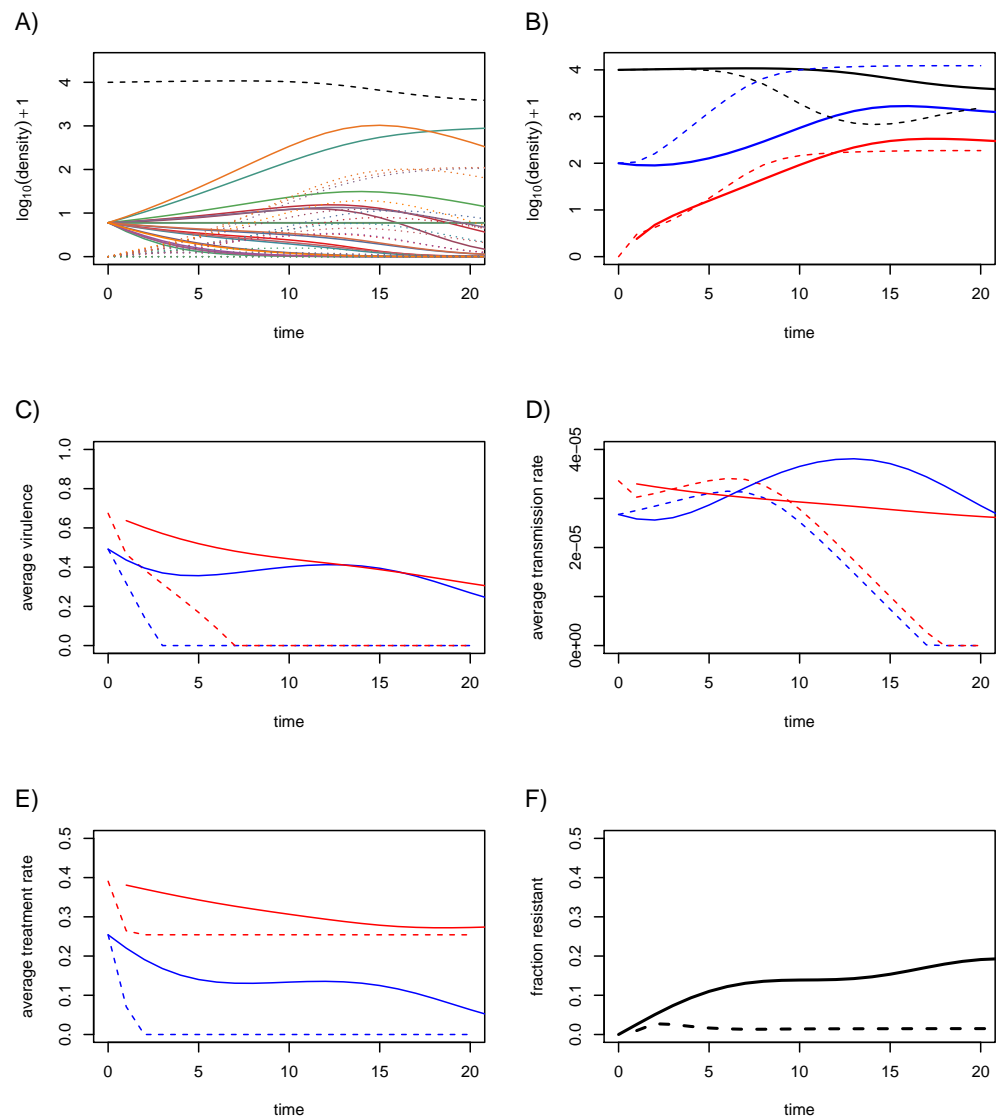 A)
log10(density) + 1
0 1 2 3 4
0 5 10 15 20
time
B)
log10(density) + 1
0 1 2 3 4
0 5 10 15 20
time
C)
average virulence
0.0 0.2 0.4 0.6 0.8 1.0
0 5 10 15 20
time
D)
average transmission rate
0e+00 2e−05 4e−05
0 5 10 15 20
time
E)
average treatment rate
0.0 0.1 0.2 0.3 0.4 0.5
0 5 10 15 20
time
F)
fraction resistant
0.0 0.1 0.2 0.3 0.4 0.5
0 5 10 15 20
time